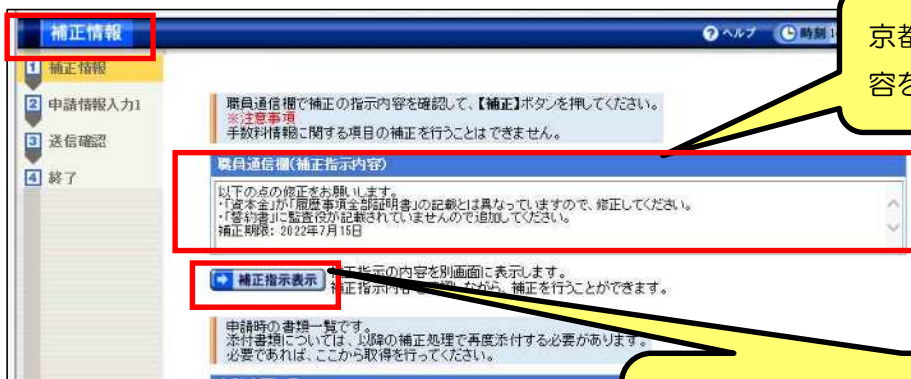 補正情報
ヘルプ
時刻 1
京都
容を
1 補正情報
2 申請情報入力1
3 送信確認
4 終了
職員通信欄で補正の指示内容を確認して、【補正】ボタンを押してください。
※注意事項
手数料情報に関する項目の補正を行うことはできません。
職員通信欄(補正指示内容)
以下の点の修正をお願いします。
・「資本金」が「履歴事項全部証明書」の記載とは異なっていますので、修正してください。
・「誓約書」に監査役が記載されていませんので追加してください。
補正期限: 2022年7月15日
補正指示表示
正指示の内容を別画面に表示します。
補正指示内容を
しながら、補正を行うことができます。
申請時の書類一覧です。
添付書類については、以降の補正処理で再度添付する必要があります。
必要であれば、ここから取得を行ってください。